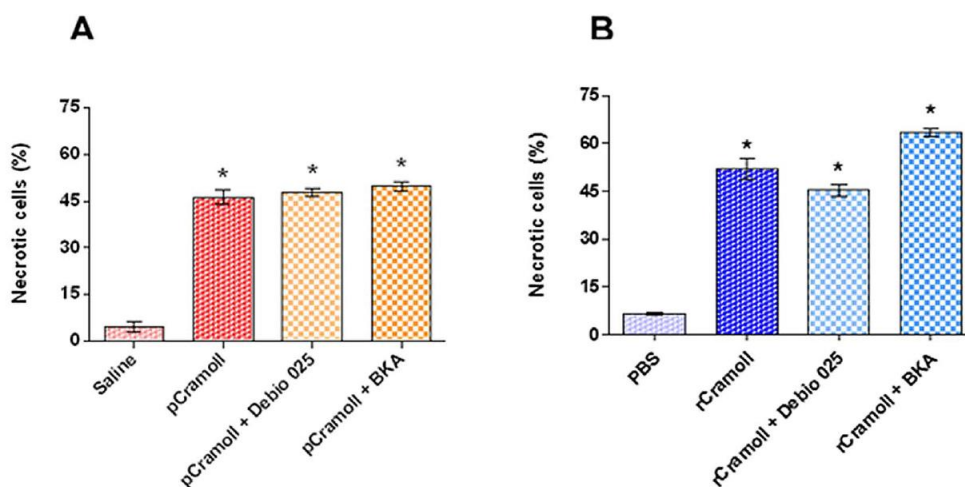 A
Necrotic cells (%)
75
60
45
30
15
0
*
*
*
Saline
pCramoll
pCramoll + Debio 025
pCramoll + BKA
B
Necrotic cells (%)
75
60
45
30
15
0
*
*
*
PBS
rCramoll
rCramoll + Debio 025
rCramoll + BKA